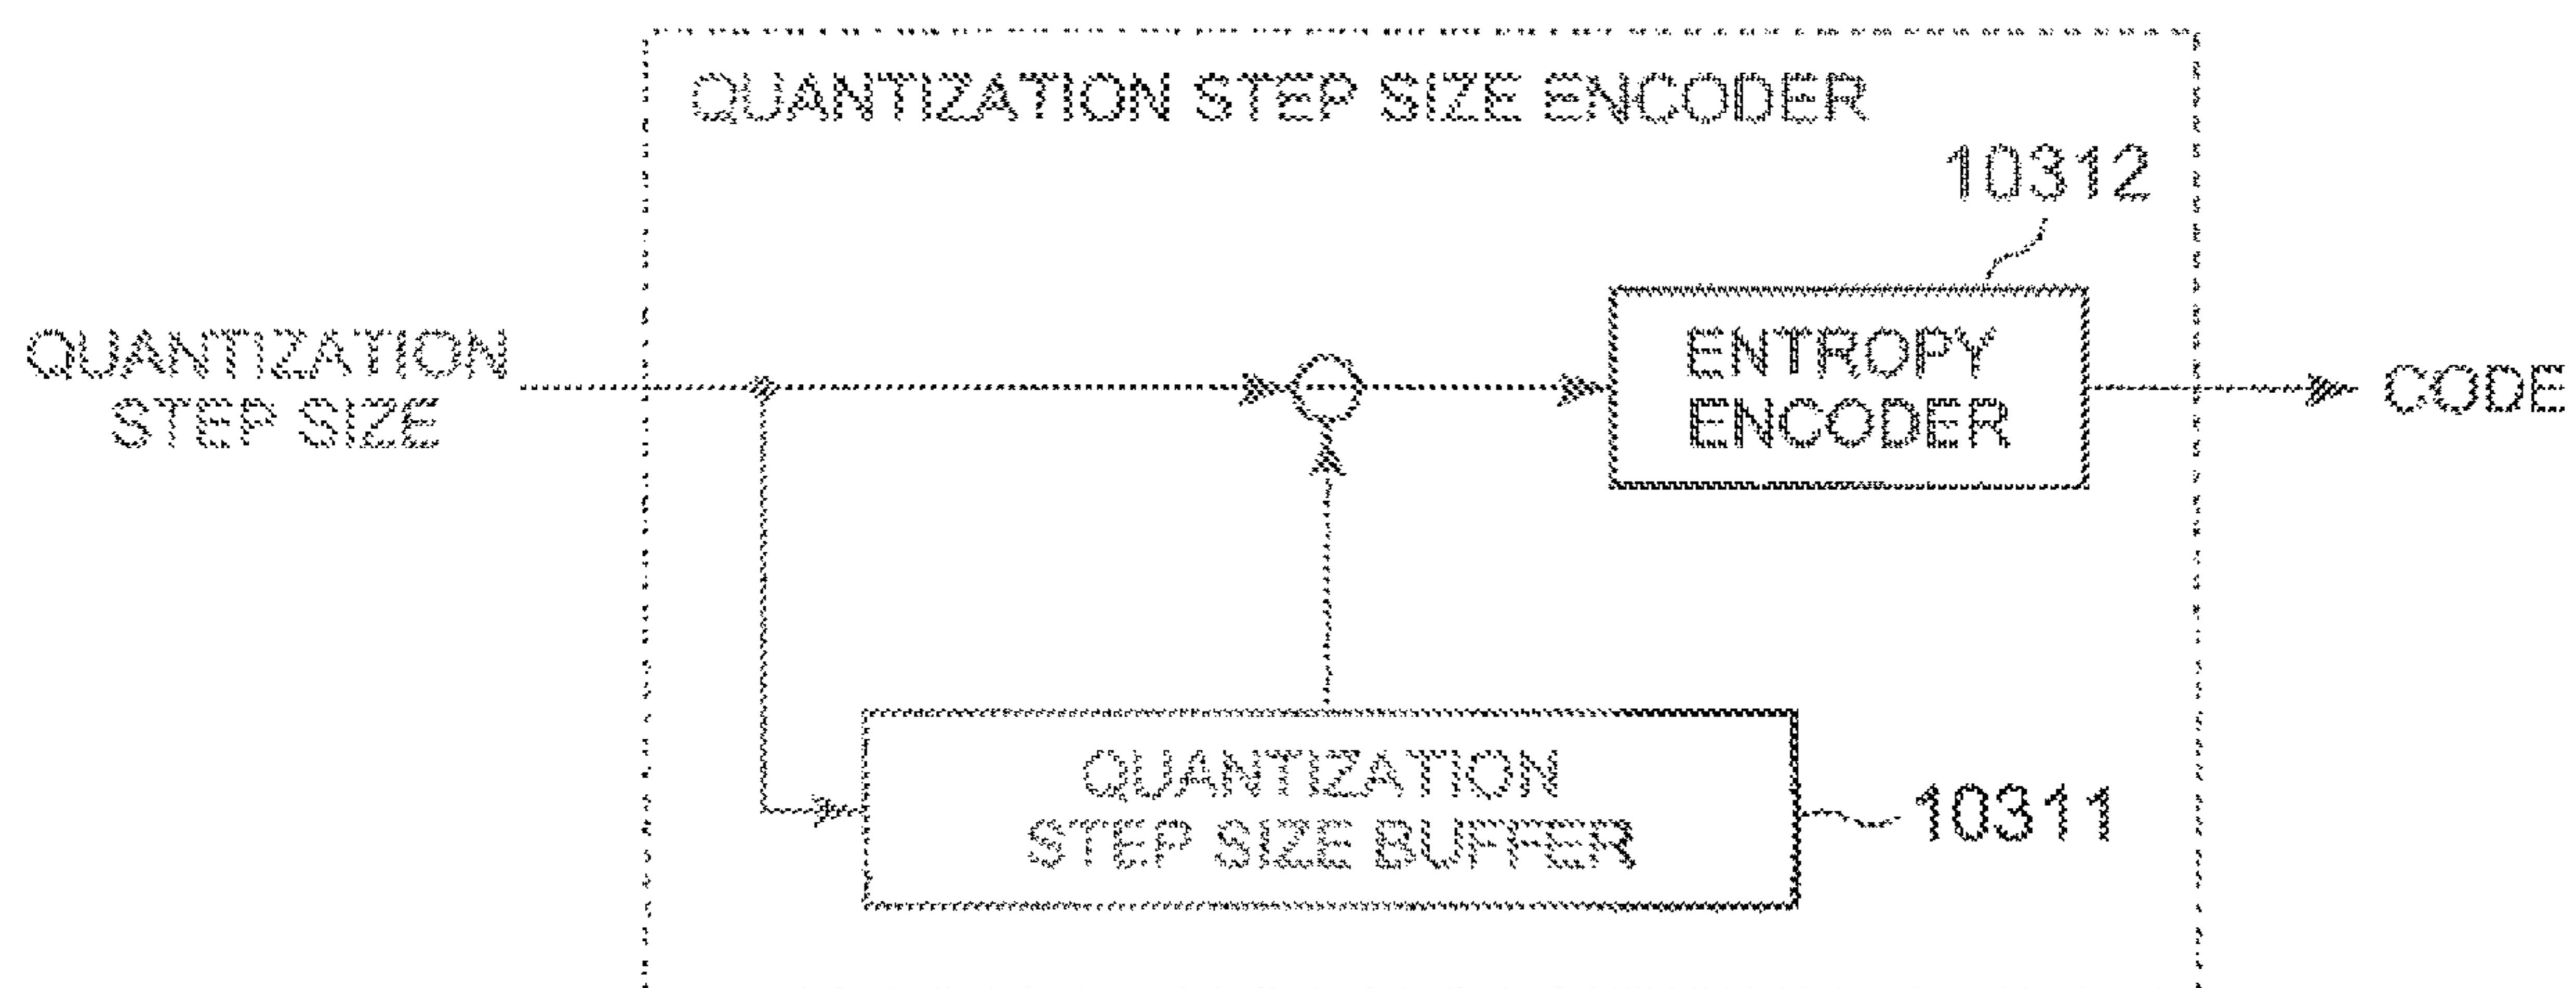 QUANTIZATION STEP SIZE ENCODER
10312
QUANTIZATION
STEP SIZE
ENTROPY
ENCODER
CODE
QUANTIZATION
STEP SIZE BUFFER
10311